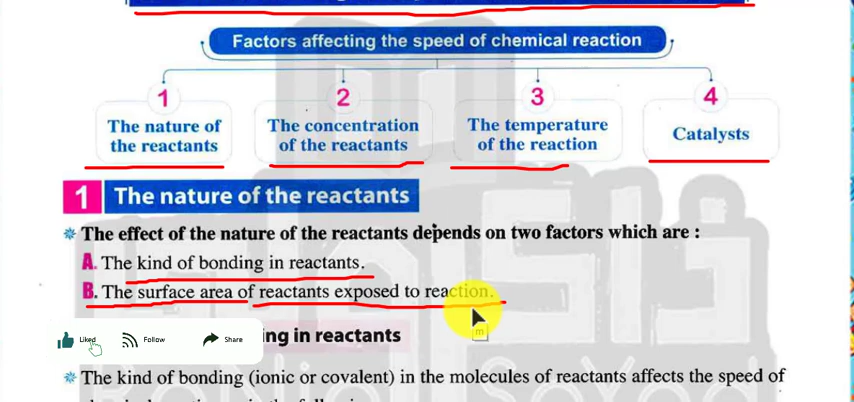 Factors affecting the speed of chemical reaction
1
The nature of
the reactants
2
The concentration
of the reactants
3
The temperature
of the reaction
4
Catalysts
1 The nature of the reactants
* The effect of the nature of the reactants depends on two factors which are :
A. The kind of bonding in reactants.
B. The surface area of reactants exposed to reaction.
m
Liked Follow Share
ing in reactants
* The kind of bonding (ionic or covalent) in the molecules of reactants affects the speed of